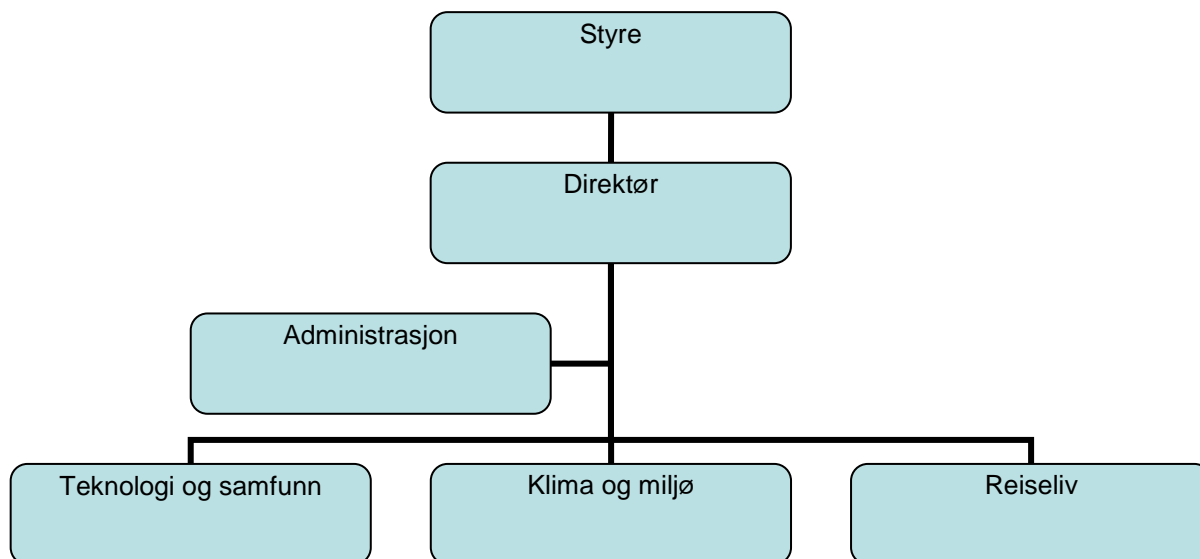 Styre
Direktør
Administrasjon
Teknologi og samfunn
Klima og miljø
Reiseliv